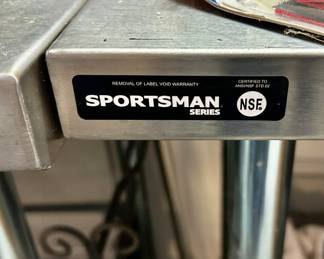 REMOVAL OF LABEL VOID WARRANTY
SPORTSMAN
SERIES
CERTIFIED TO
ANSI/NSF STD 02
NSF